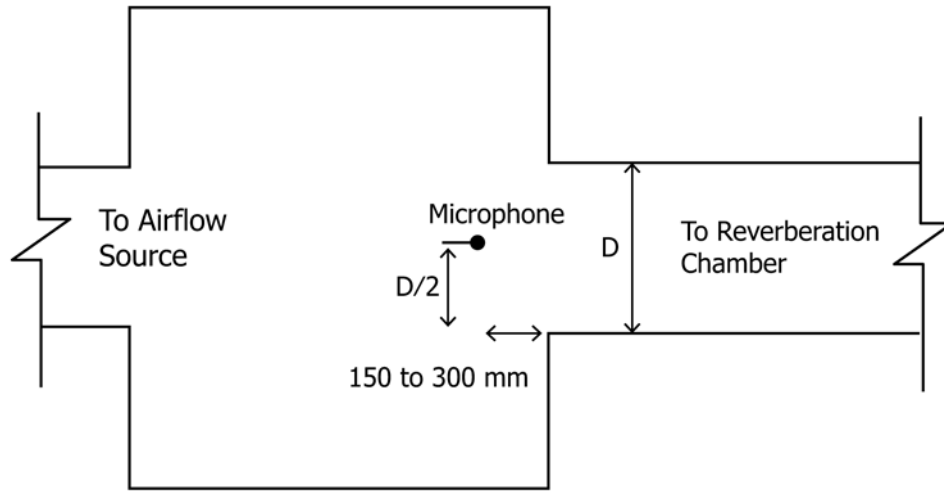 To Airflow
Source
Microphone
D/2
150 to 300 mm
D
To Reverberation
Chamber